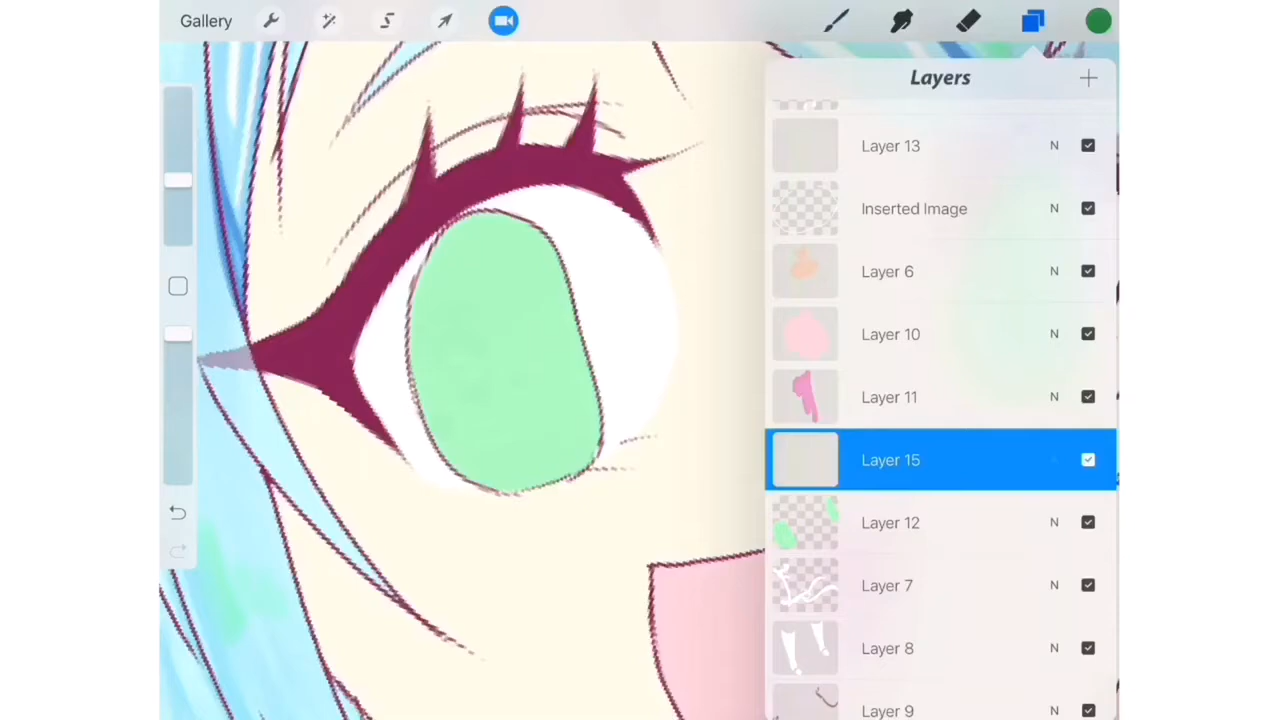 Gallery
Layers
Layer 13 N
Inserted Image N
Layer 6 N
Layer 10 N
Layer 11 N
Layer 15
Layer 12 N
Layer 7 N
Layer 8 N
Layer 9 N